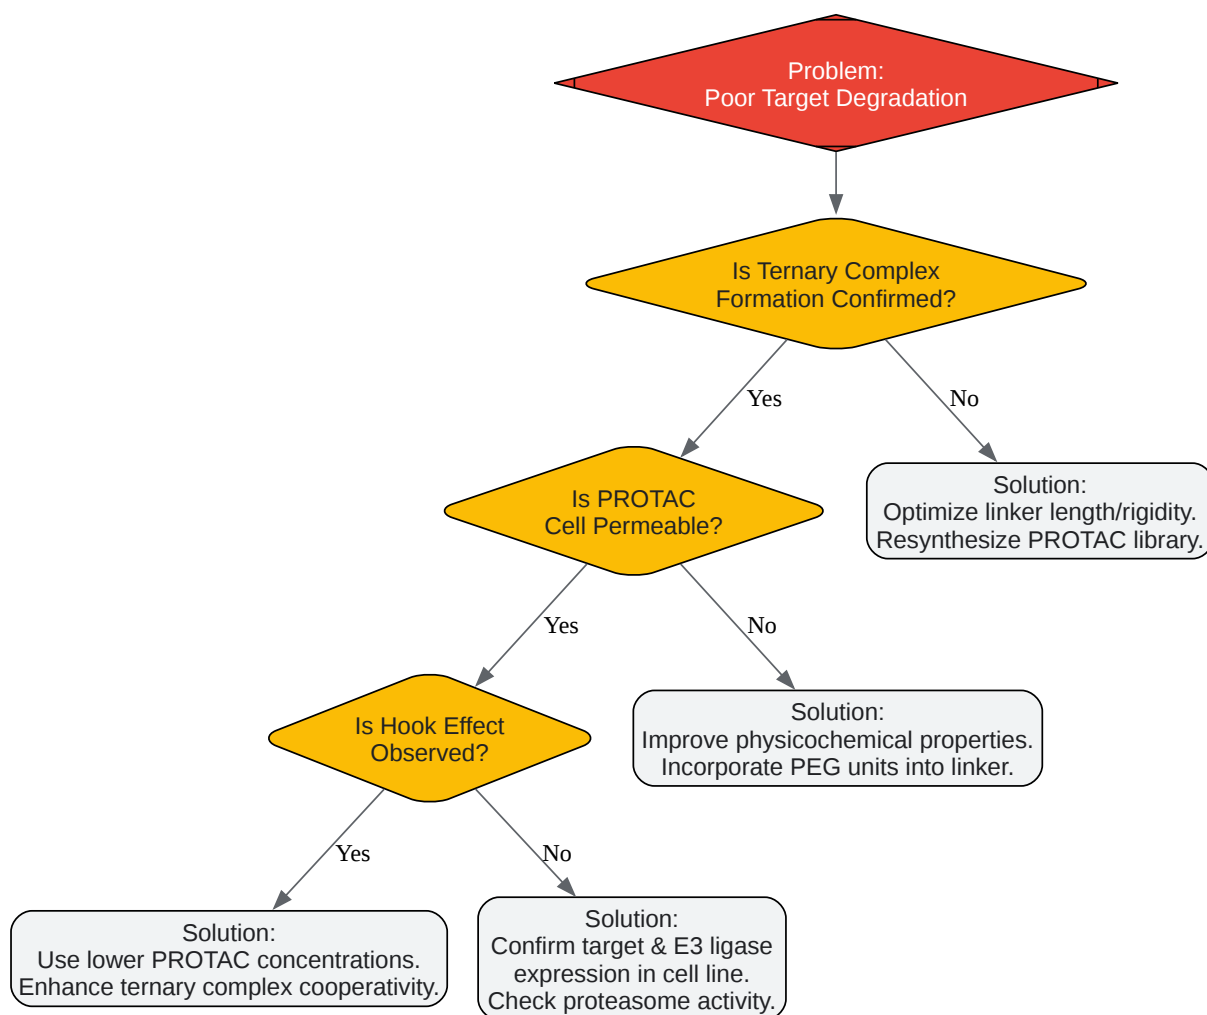 Problem:
Poor Target Degradation
Is Ternary Complex
Formation Confirmed?
Yes
No
Is PROTAC
Cell Permeable?
Solution:
Optimize linker length/rigidity.
Resynthesize PROTAC library.
Yes
No
Is Hook Effect
Observed?
Solution:
Improve physicochemical properties.
Incorporate PEG units into linker.
Yes
No
Solution:
Use lower PROTAC concentrations.
Enhance ternary complex cooperativity.
Solution:
Confirm target & E3 ligase
expression in cell line.
Check proteasome activity.